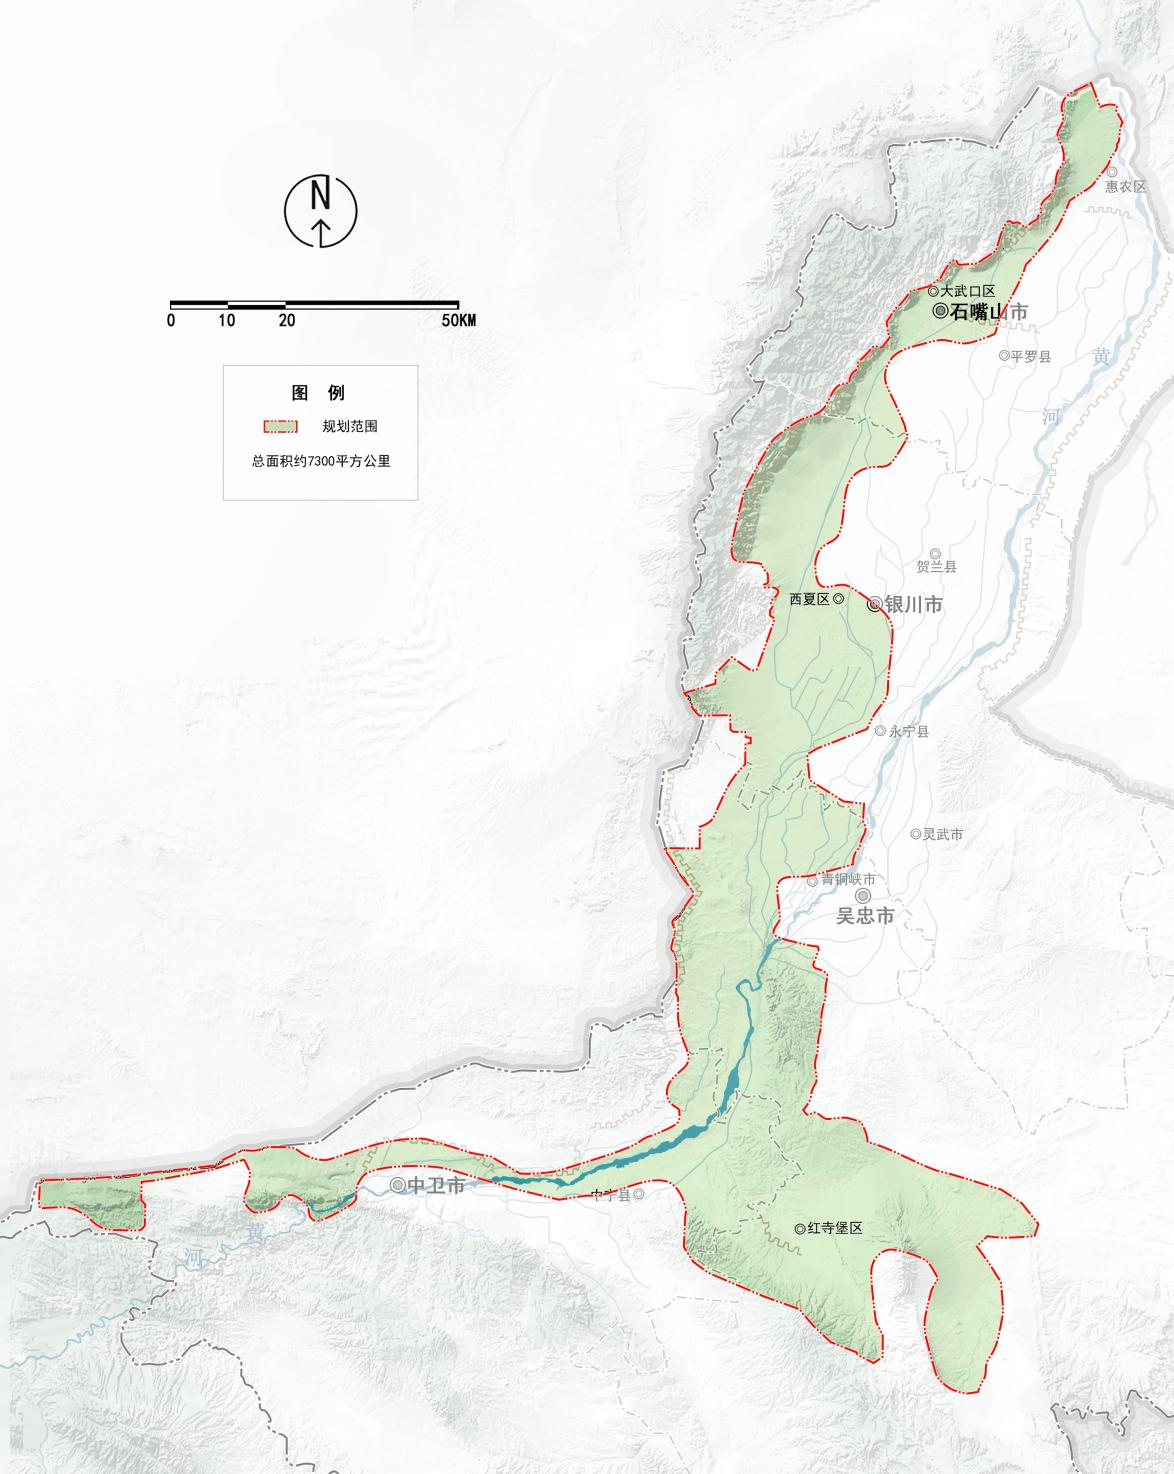 N
0 10 20 50KM
图 例
规划范围
总面积约7300平方公里
惠农区
大武口区
石嘴山市
平罗县
黄
河
贺兰县
西夏区
银川市
永宁县
灵武市
青铜峡市
吴忠市
中卫市
中宁县
红寺堡区
黄
河